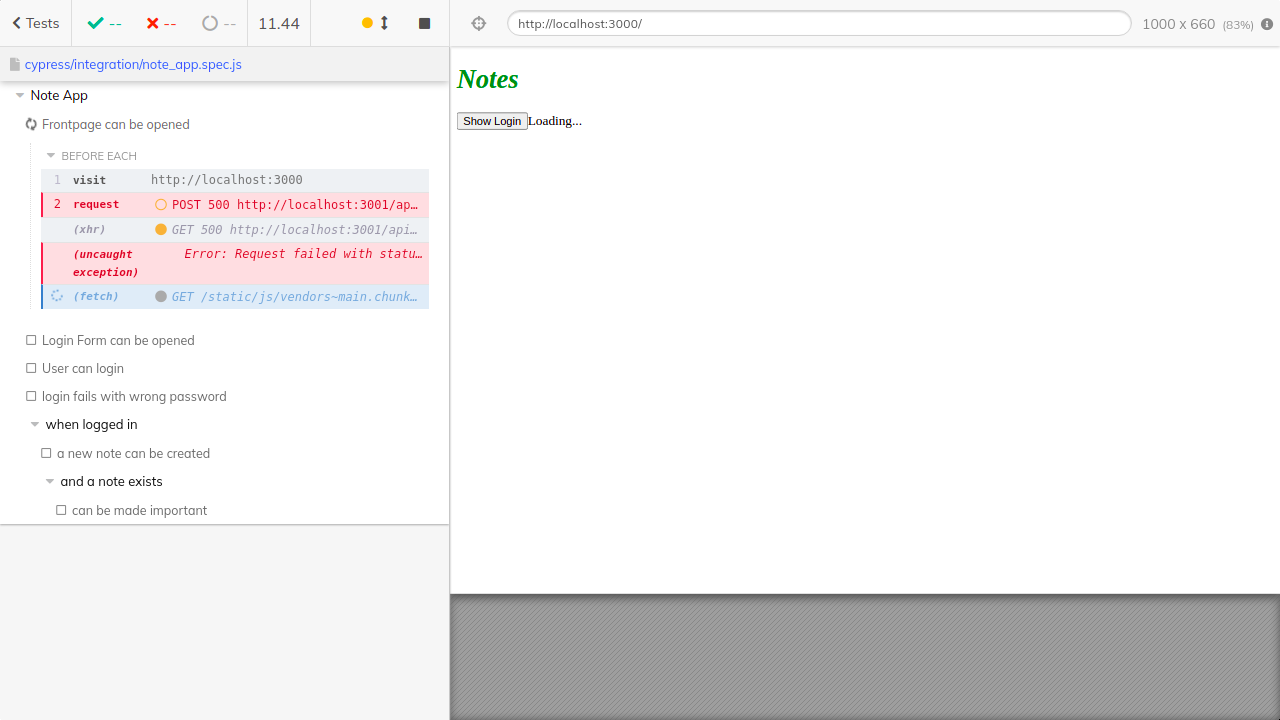 Tests -- -- -- 11.44
http://localhost:3000/ 1000 x 660 (83%)
cypress/integration/note_app.spec.js
Note App
Frontpage can be opened
BEFORE EACH
1 visit http://localhost:3000
2 request POST 500 http://localhost:3001/ap…
(xhr) GET 500 http://localhost:3001/api…
(uncaught exception) Error: Request failed with statu…
(fetch) GET /static/js/vendors~main.chunk…
Login Form can be opened
User can login
login fails with wrong password
when logged in
a new note can be created
and a note exists
can be made important
Notes
Show Login Loading...